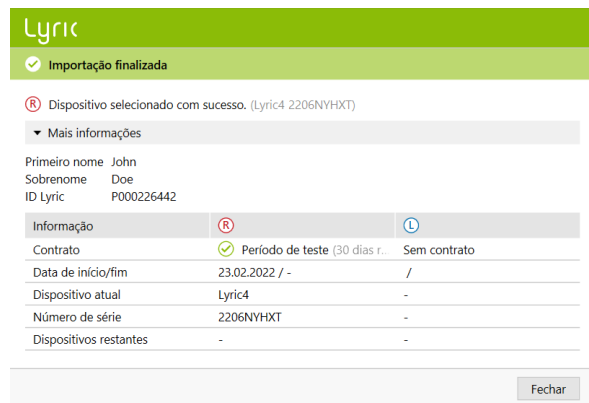 Lyric
Importação finalizada
R Dispositivo selecionado com sucesso. (Lyric4 2206NYHXT)
Mais informações
Primeiro nome John
Sobrenome Doe
ID Lyric P000226442
Informação R L
Contrato Período de teste (30 dias r... Sem contrato
Data de início/fim 23.02.2022 / - /
Dispositivo atual Lyric4 -
Número de série 2206NYHXT -
Dispositivos restantes - -
Fechar